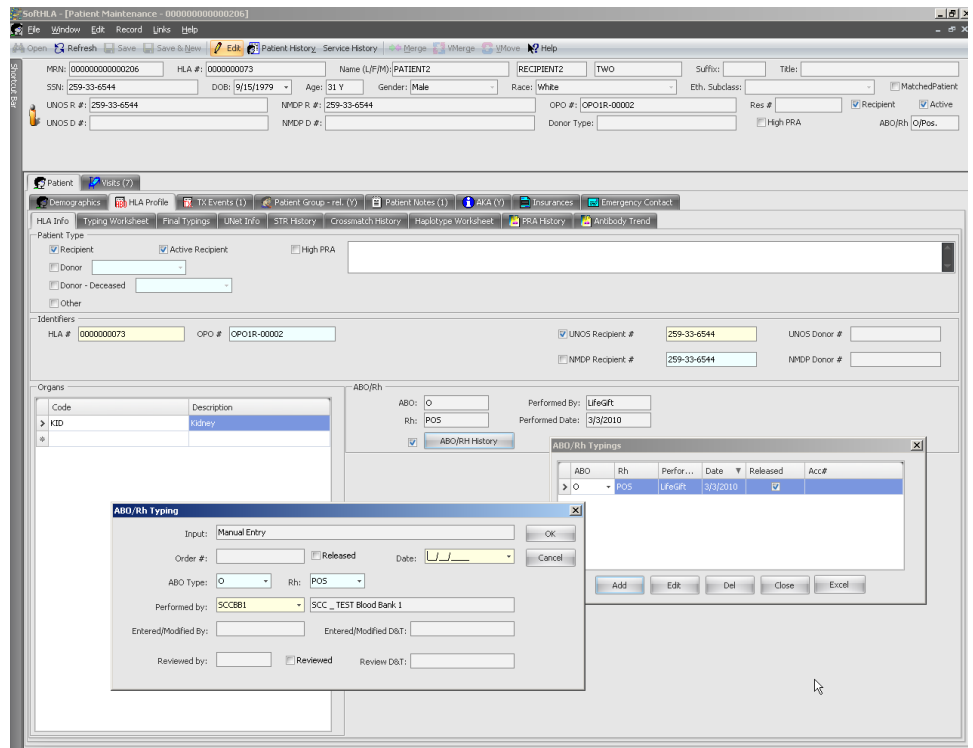 SoftHLA - [Patient Maintenance - 000000000000206]
File Window Edit Record Links Help
Open Refresh Save Save & New Edit Patient History Service History Merge VMerge VMove Help
Shortcut Bar
MRN: 000000000000206 HLA #: 0000000073 Name (L/F/M): PATIENT2 RECIPIENT2 TWO Suffix: Title:
SSN: 259-33-6544 DOB: 9/15/1979 Age: 31 Y Gender: Male Race: White Eth. Subclass: MatchedPatient
UNOS R #: 259-33-6544 NMDP R #: 259-33-6544 OPO #: OPO1R-00002 Res # Recipient Active
UNOS D #: NMDP D #: Donor Type: High PRA ABO/Rh O/Pos.
Patient Visits (7)
Demographics HLA Profile TX Events (1) Patient Group - rel. (Y) Patient Notes (1) AKA (Y) Insurances Emergency Contact
HLA Info Typing Worksheet Final Typings UNet Info STR History Crossmatch History Haplotype Worksheet PRA History Antibody Trend
Patient Type
Recipient Active Recipient High PRA
Donor
Donor - Deceased
Other
Identifiers
HLA # 0000000073 OPO # OPO1R-00002 UNOS Recipient # 259-33-6544 UNOS Donor #
NMDP Recipient # 259-33-6544 NMDP Donor #
Organs
Code Description
KID Kidney
ABO/Rh
ABO: O Performed By: LifeGift
Rh: POS Performed Date: 3/3/2010
ABO/RH History
ABO/Rh Typings
ABO Rh Perfor... Date Released Acc#
O POS LifeGift 3/3/2010
Add Edit Del Close Excel
ABO/Rh Typing
Input: Manual Entry OK
Order #: Released Date: _/_/____ Cancel
ABO Type: O Rh: POS
Performed by: SCCBB1 SCC _ TEST Blood Bank 1
Entered/Modified By: Entered/Modified D&T:
Reviewed by: Reviewed Review D&T: